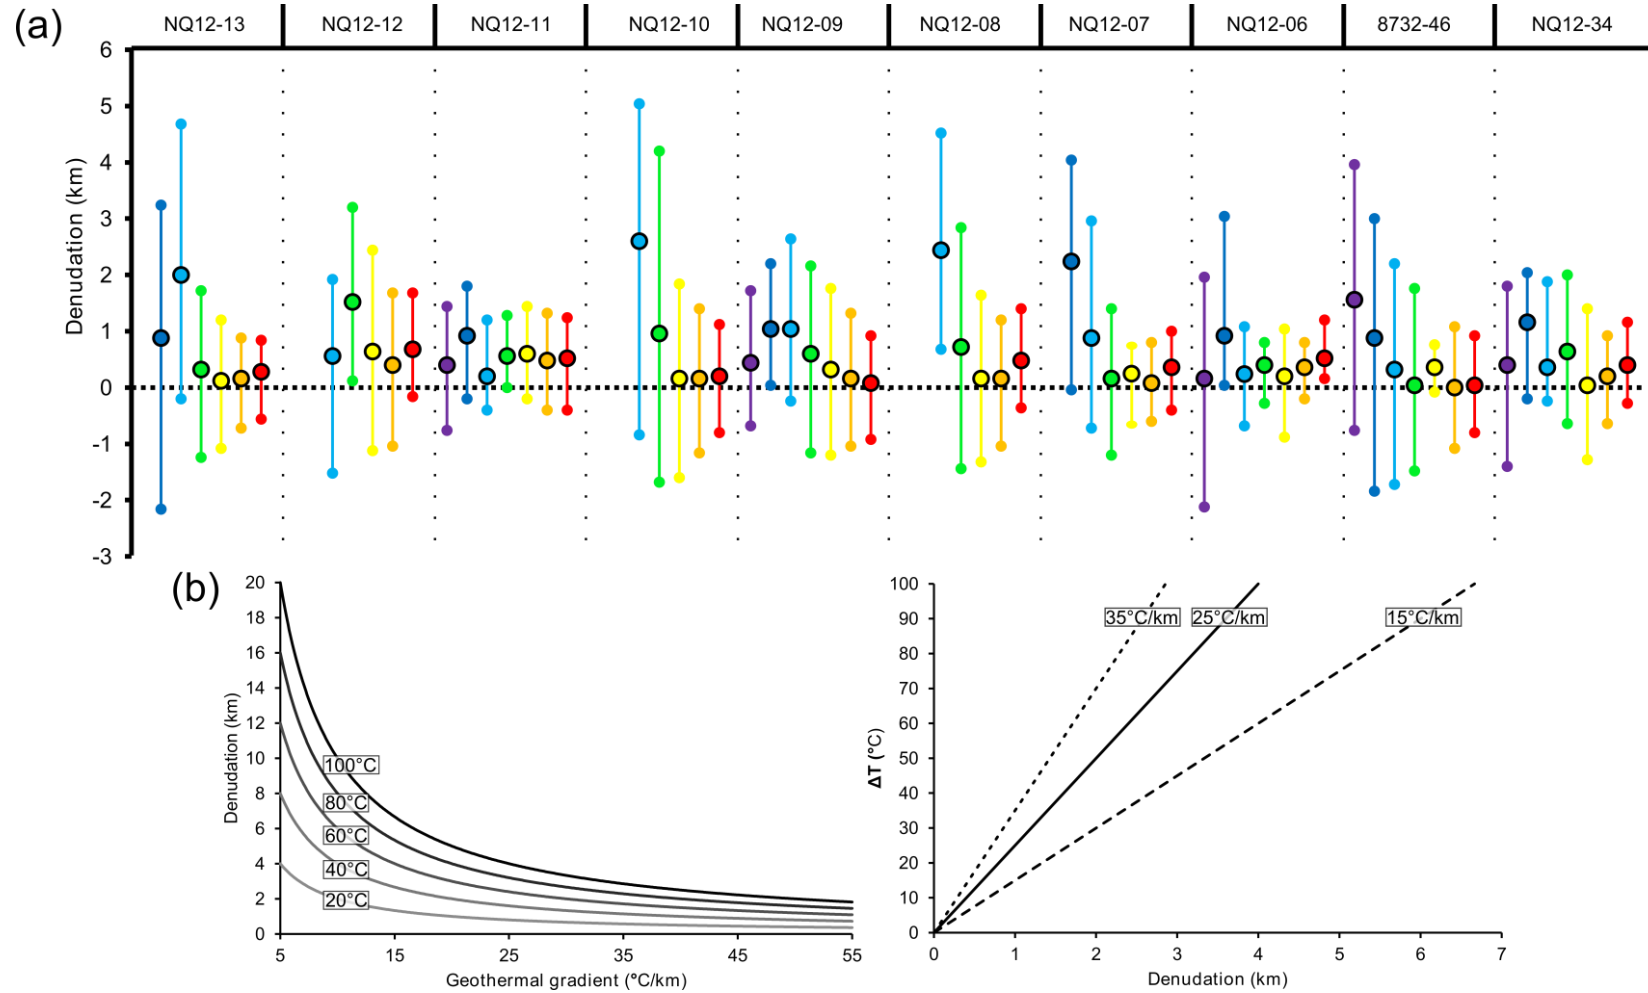 (a)
NQ12-13 NQ12-12 NQ12-11 NQ12-10 NQ12-09 NQ12-08 NQ12-07 NQ12-06 8732-46 NQ12-34
Denudation (km)
6
5
4
3
2
1
0
-1
-2
-3
(b)
Denudation (km)
20
18
16
14
12
10
8
6
4
2
0
100°C
80°C
60°C
40°C
20°C
5 15 25 35 45 55
Geothermal gradient (°C/km)
ΔT (°C)
100
90
80
70
60
50
40
30
20
10
0
35°C/km 25°C/km 15°C/km
0 1 2 3 4 5 6 7
Denudation (km)